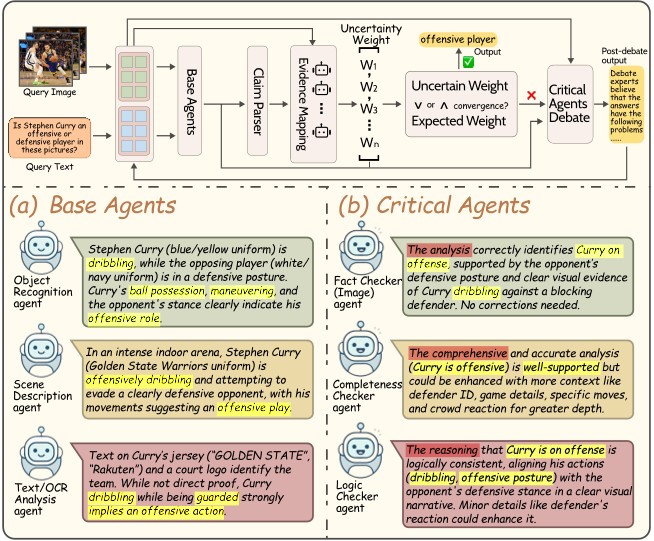 Query Image
Is Stephen Curry an
offensive or
defensive player in
these pictures?
Query Text
Base Agents
Claim Parser
Evidence Mapping
...
Uncertainty
Weight
W₁
W₂
W₃
Wₙ
offensive player
Output
Uncertain Weight
∨ or ∧ convergence?
Expected Weight
Critical
Agents
Debate
Post-debate
output
Debate
experts
believe
that the
answers
have the
following
problems
.....
(a) Base Agents
Object
Recognition
agent
Stephen Curry (blue/yellow uniform) is
dribbling, while the opposing player (white/
navy uniform) is in a defensive posture.
Curry's ball possession, maneuvering, and
the opponent's stance clearly indicate his
offensive role.
Scene
Description
agent
In an intense indoor arena, Stephen Curry
(Golden State Warriors uniform) is
offensively dribbling and attempting to
evade a clearly defensive opponent, with his
movements suggesting an offensive play.
Text/OCR
Analysis
agent
Text on Curry's jersey ("GOLDEN STATE",
"Rakuten") and a court logo identify the
team. While not direct proof, Curry
dribbling while being guarded strongly
implies an offensive action.
(b) Critical Agents
Fact Checker
(Image)
agent
The analysis correctly identifies Curry on
offense, supported by the opponent's
defensive posture and clear visual evidence
of Curry dribbling against a blocking
defender. No corrections needed.
Completeness
Checker
agent
The comprehensive and accurate analysis
(Curry is offensive) is well-supported but
could be enhanced with more context like
defender ID, game details, specific moves,
and crowd reaction for greater depth.
Logic
Checker
agent
The reasoning that Curry is on offense is
logically consistent, aligning his actions
(dribbling, offensive posture) with the
opponent's defensive stance in a clear visual
narrative. Minor details like defender's
reaction could enhance it.